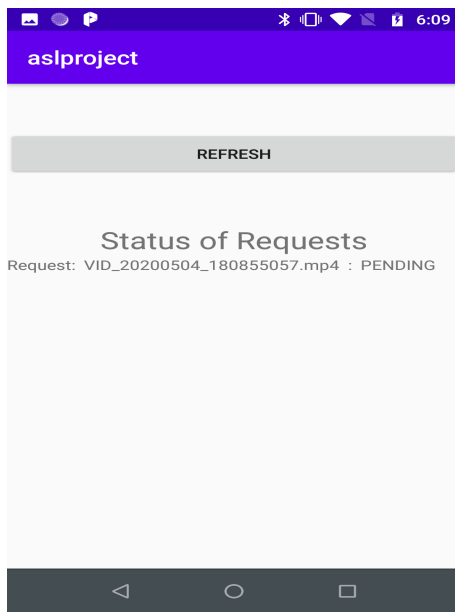 6:09
aslproject
REFRESH
Status of Requests
Request: VID_20200504_180855057.mp4 : PENDING